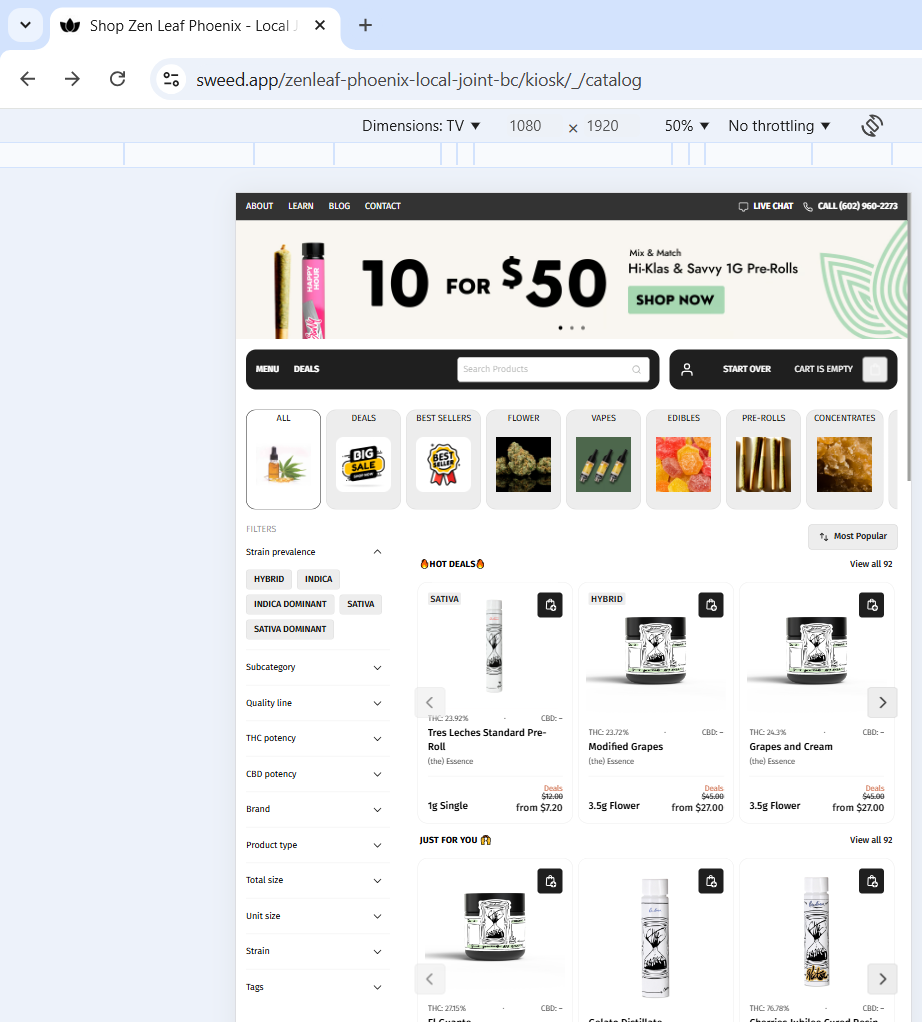 Shop Zen Leaf Phoenix - Local J
sweed.app/zenleaf-phoenix-local-joint-bc/kiosk/_/catalog
Dimensions: TV ▼ 1080 × 1920 50% ▼ No throttling ▼
ABOUT LEARN BLOG CONTACT LIVE CHAT CALL (602) 960-2273
HAPPY HOUR
10 FOR $50
Mix & Match
Hi-Klas & Savvy 1G Pre-Rolls
SHOP NOW
MENU DEALS Search Products START OVER CART IS EMPTY
ALL DEALS BEST SELLERS FLOWER VAPES EDIBLES PRE-ROLLS CONCENTRATES
BIG SALE
BEST SELLER
FILTERS
Most Popular
Strain prevalence
HYBRID INDICA
INDICA DOMINANT SATIVA
SATIVA DOMINANT
Subcategory
Quality line
THC potency
CBD potency
Brand
Product type
Total size
Unit size
Strain
Tags
🔥HOT DEALS🔥 View all 92
SATIVA
THC: 23.92% · CBD: –
Tres Leches Standard Pre-
Roll
(the) Essence
Deals
$12.00
1g Single from $7.20
HYBRID
THC: 23.72% · CBD: –
Modified Grapes
(the) Essence
Deals
$45.00
3.5g Flower from $27.00
THC: 24.3% · CBD: –
Grapes and Cream
(the) Essence
Deals
$45.00
3.5g Flower from $27.00
JUST FOR YOU View all 92
THC: 27.15% CBD: –
El Guante
Gelato Distillate
THC: 76.78% CBD: –
Cherries Jubilee Cured Resin